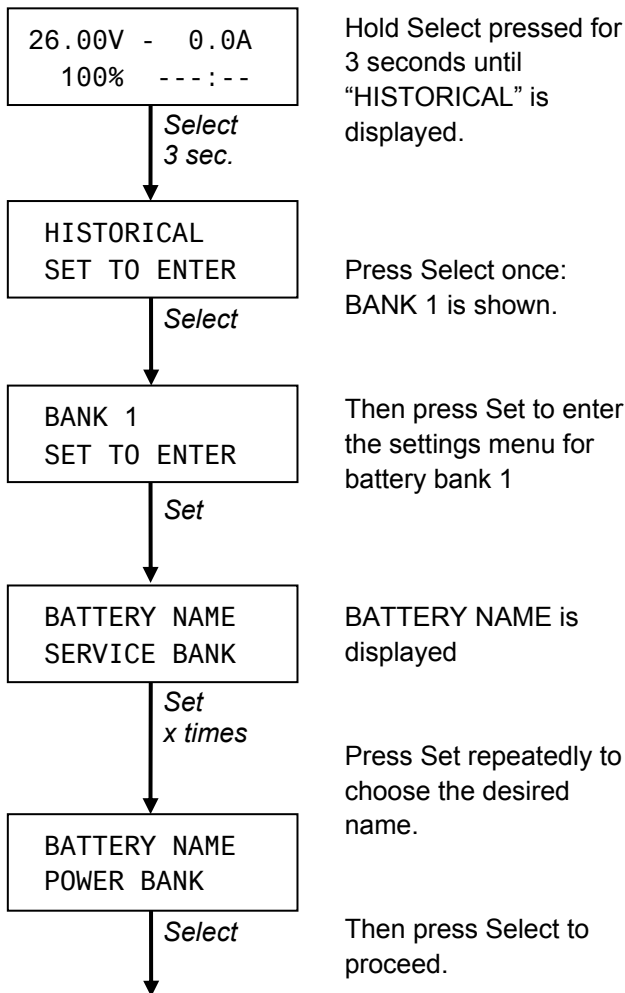 26.00V - 0.0A
100% ---:--
Hold Select pressed for
3 seconds until
“HISTORICAL” is
displayed.
Select
3 sec.
HISTORICAL
SET TO ENTER
Press Select once:
BANK 1 is shown.
Select
BANK 1
SET TO ENTER
Then press Set to enter
the settings menu for
battery bank 1
Set
BATTERY NAME
SERVICE BANK
BATTERY NAME is
displayed
Set
x times
Press Set repeatedly to
choose the desired
name.
BATTERY NAME
POWER BANK
Select
Then press Select to
proceed.